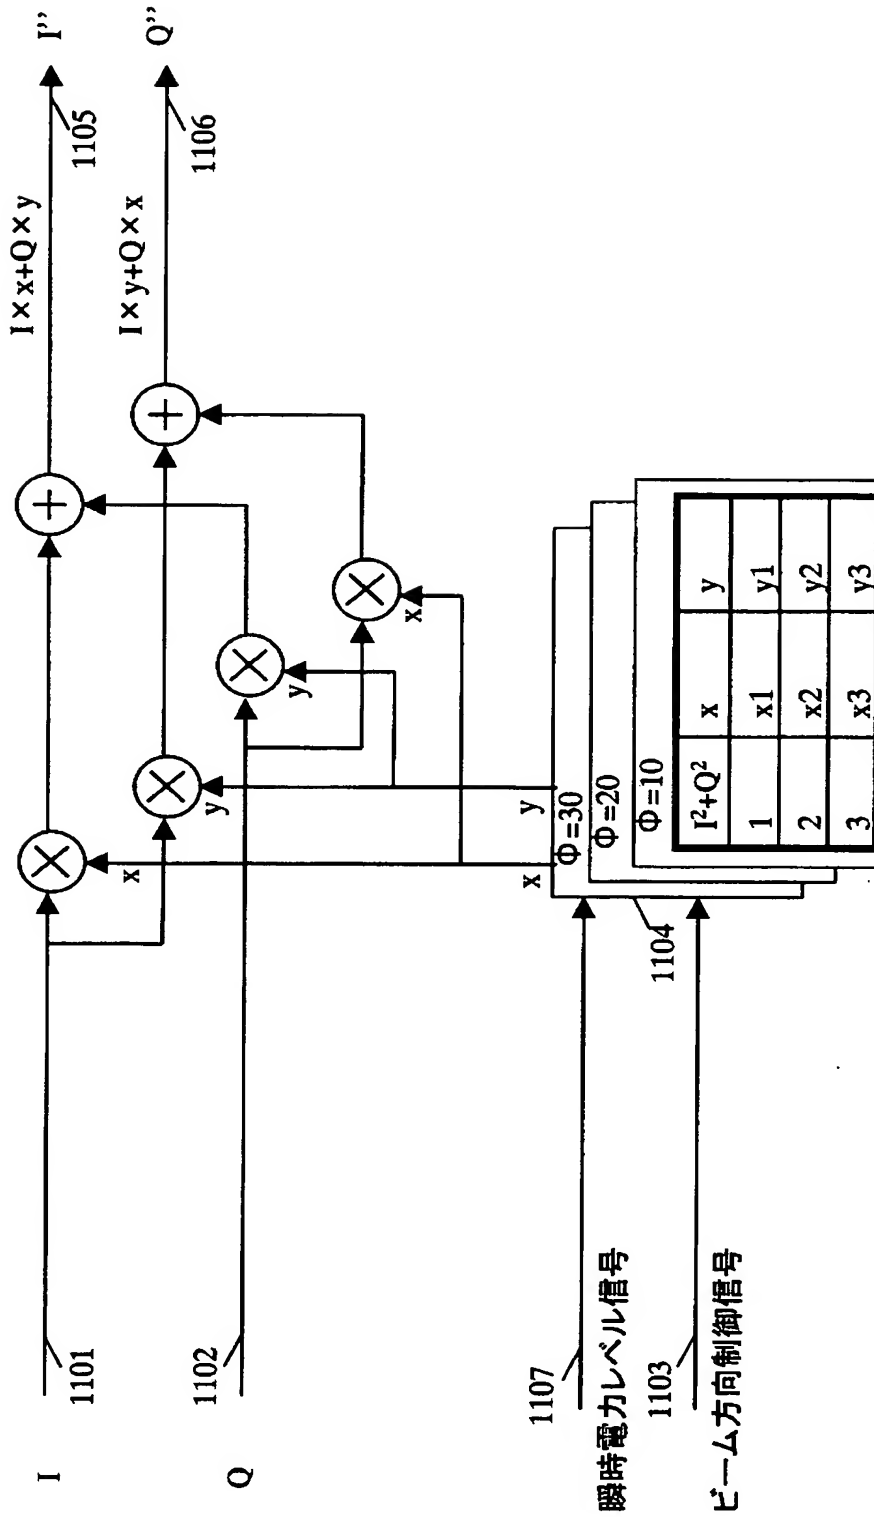 I
1101
Q
1102
1107
瞬時電力レベル信号
1103
ビーム方向制御信号
x
y
y
x
x
y
1104
Φ=30
Φ=20
Φ=10
I²+Q² x y
1 x1 y1
2 x2 y2
3 x3 y3
I×x+Q×y
I×y+Q×x
1105
I''
1106
Q''